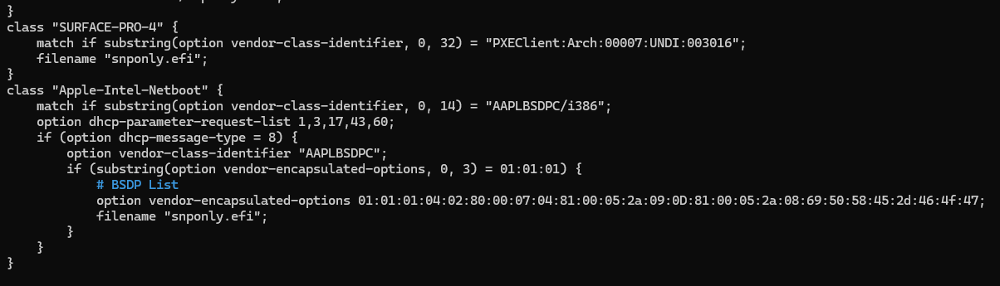 }
class "SURFACE-PRO-4" {
    match if substring(option vendor-class-identifier, 0, 32) = "PXEClient:Arch:00007:UNDI:003016";
    filename "snponly.efi";
}
class "Apple-Intel-Netboot" {
    match if substring(option vendor-class-identifier, 0, 14) = "AAPLBSDPC/i386";
    option dhcp-parameter-request-list 1,3,17,43,60;
    if (option dhcp-message-type = 8) {
        option vendor-class-identifier "AAPLBSDPC";
        if (substring(option vendor-encapsulated-options, 0, 3) = 01:01:01) {
            # BSDP List
            option vendor-encapsulated-options 01:01:01:04:02:80:00:07:04:81:00:05:2a:09:0D:81:00:05:2a:08:69:50:58:45:2d:46:4f:47;
            filename "snponly.efi";
        }
    }
}